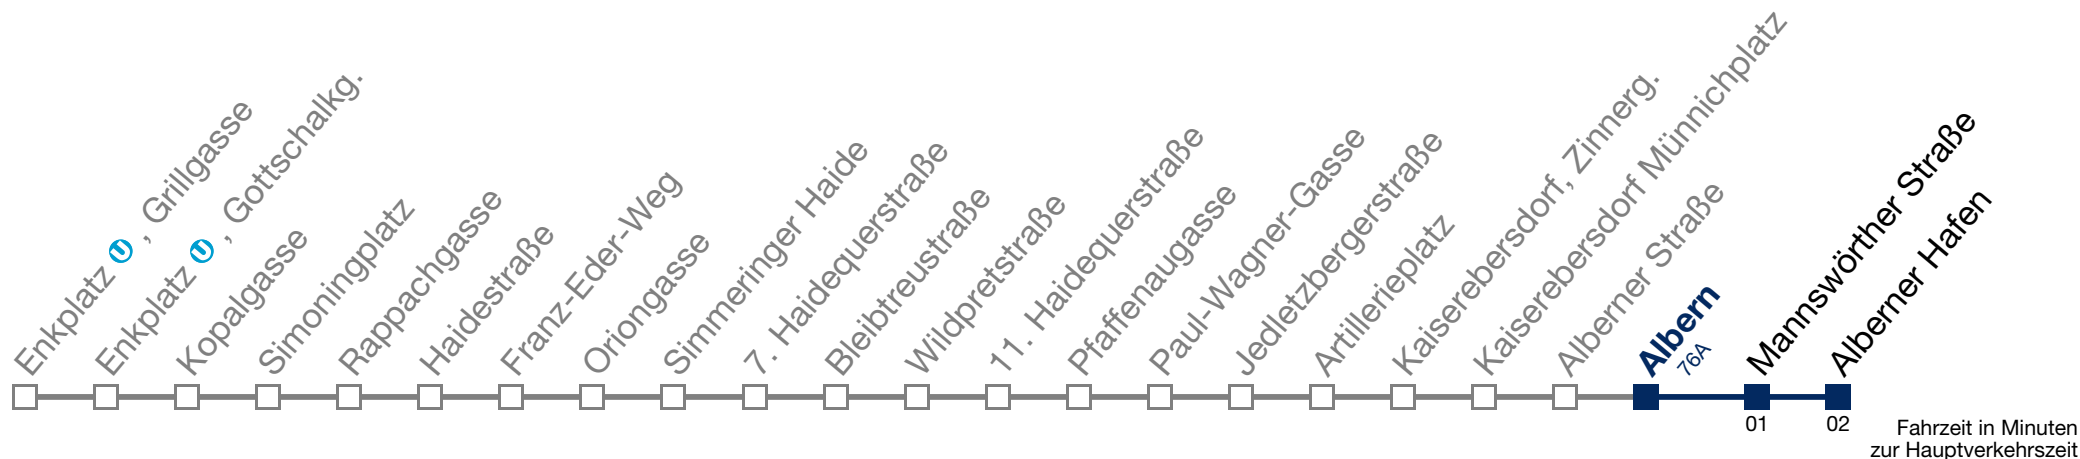 Enkplatz U, Grillgasse
Enkplatz U, Gottschalkg.
Kopalgasse
Simoningplatz
Rappachgasse
Haidestraße
Franz-Eder-Weg
Oriongasse
Simmeringer Haide
7. Haidequerstraße
Bleibtreustraße
Wildpretstraße
11. Haidequerstraße
Pfaffenaugasse
Paul-Wagner-Gasse
Jedletzbergerstraße
Artillerieplatz
Kaiserebersdorf, Zinnerg.
Kaiserebersdorf Münnichplatz
Alberner Straße
Albern
76A
Mannswörther Straße
Alberner Hafen
01
02
Fahrzeit in Minuten
zur Hauptverkehrszeit